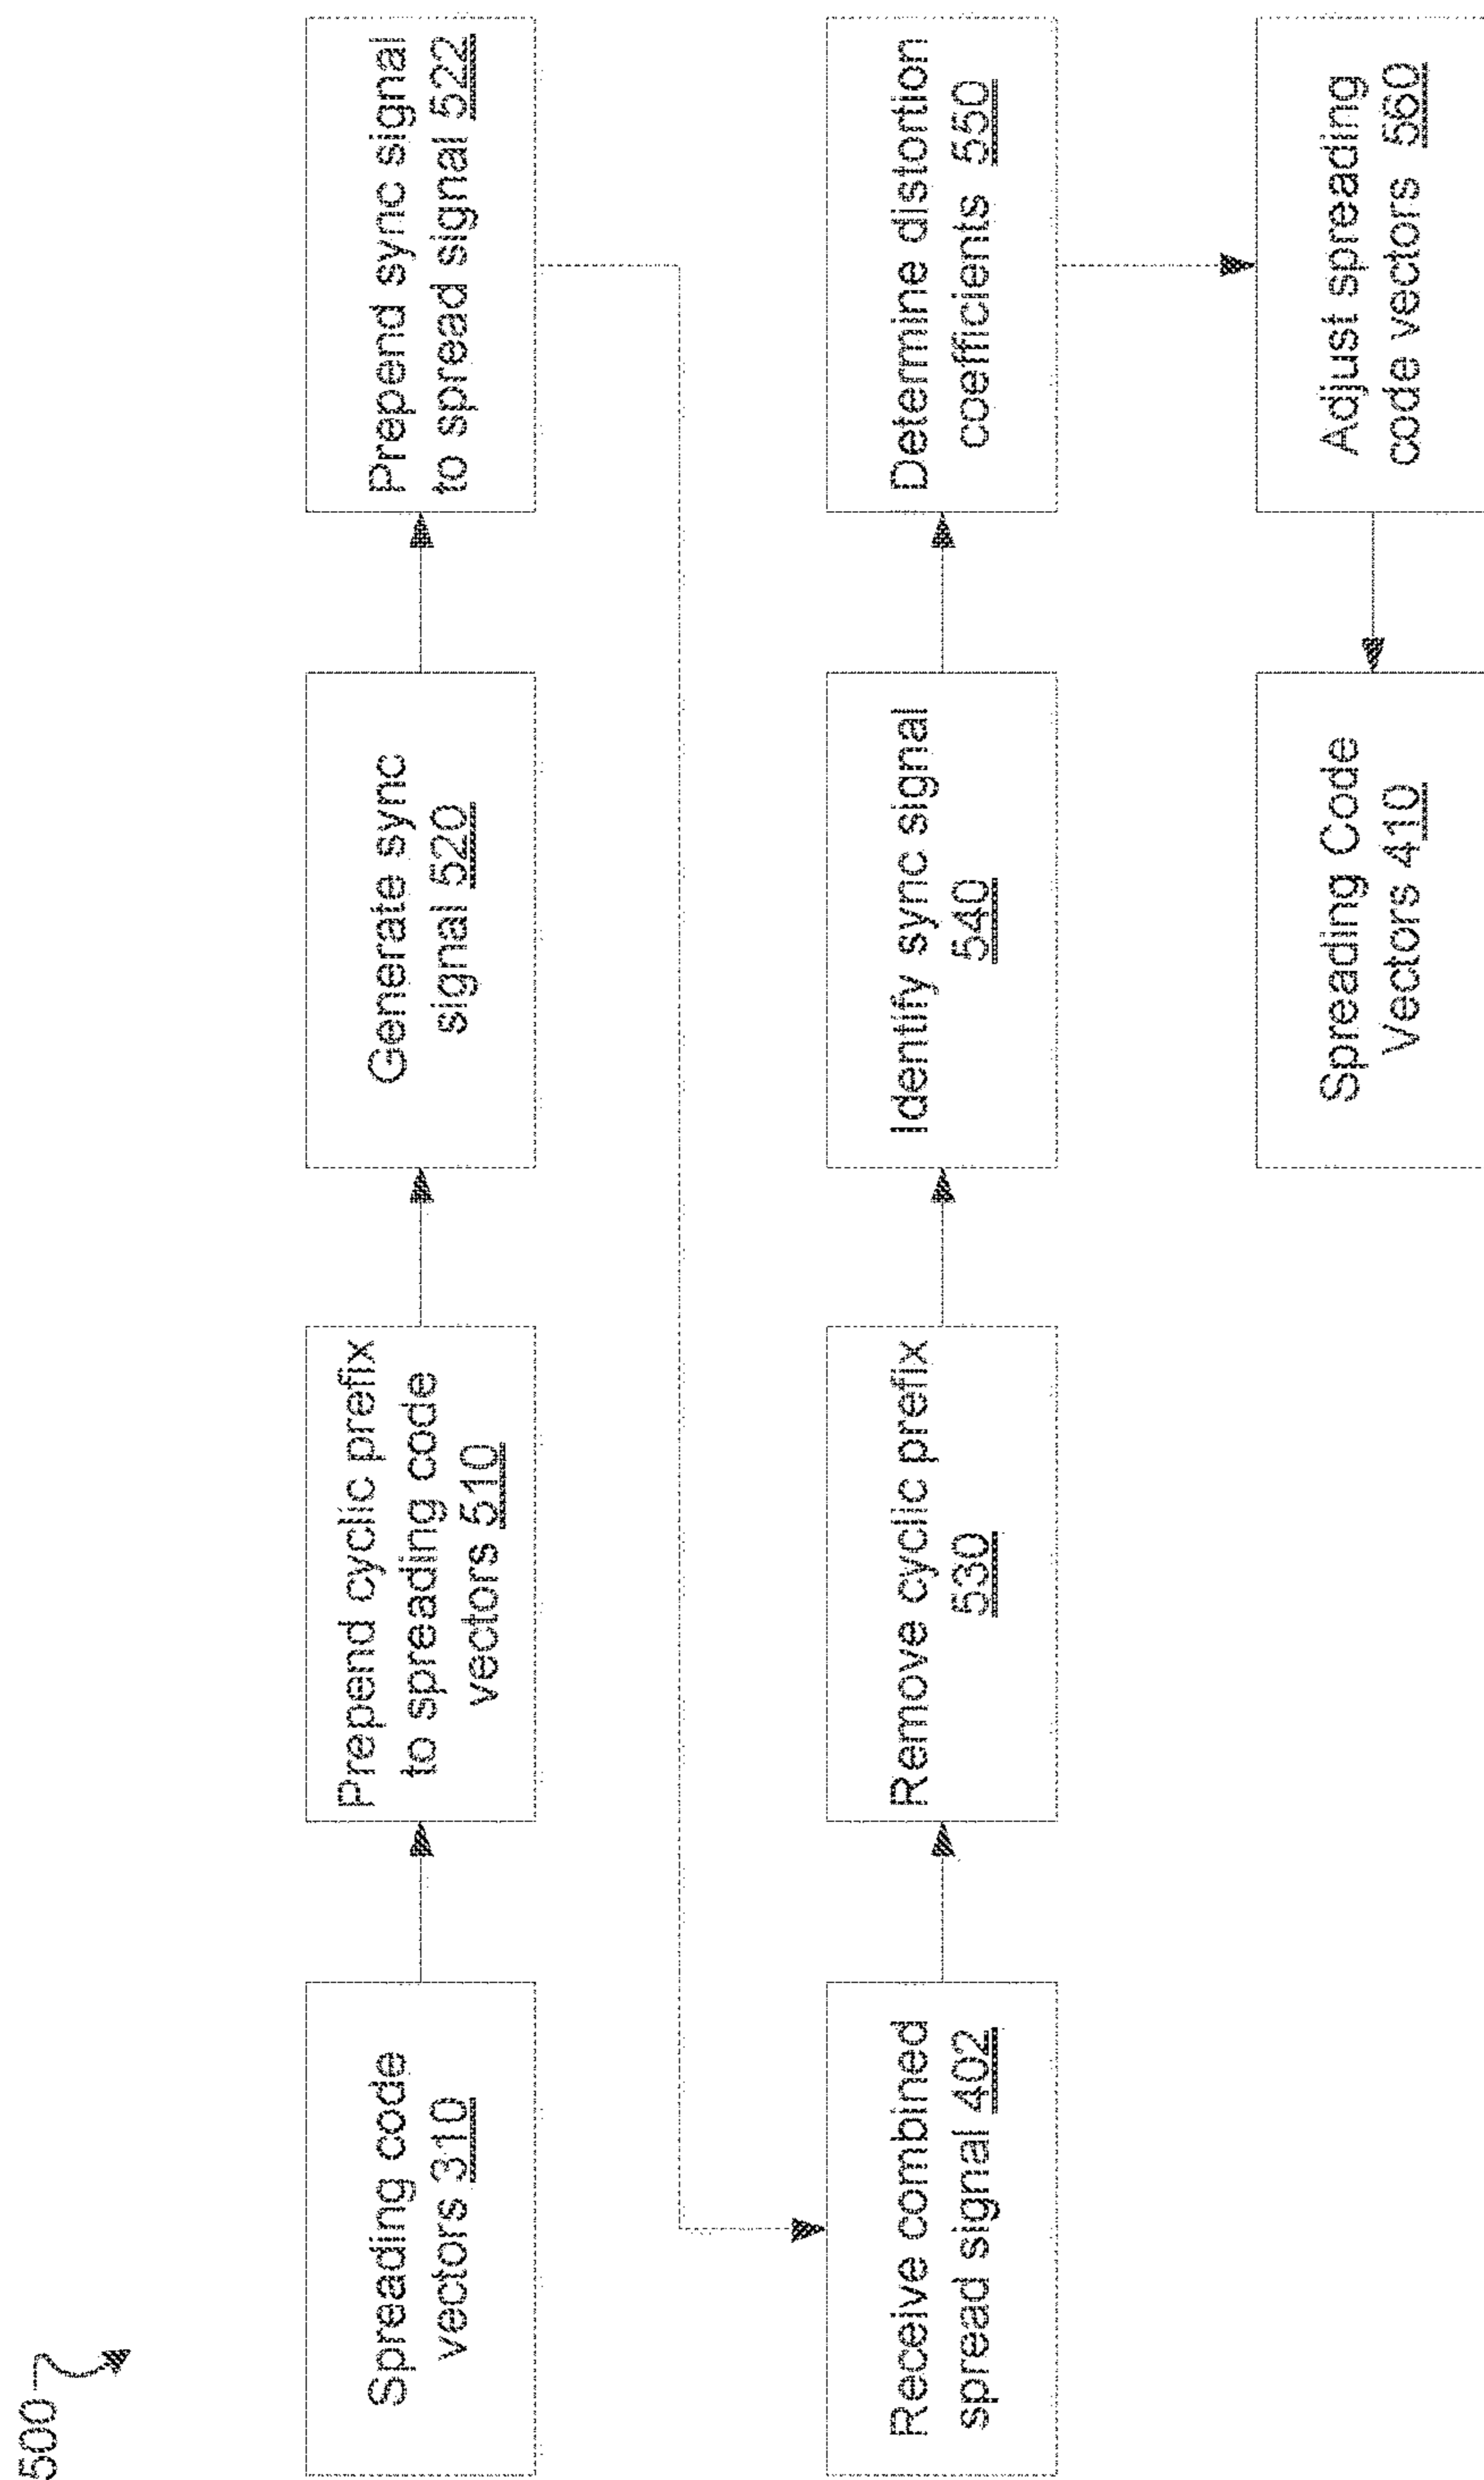 500
Spreading code
vectors 310
Prepend cyclic prefix
to spreading code
vectors 510
Generate sync
signal 520
Prepend sync signal
to spread signal 522
Receive combined
spread signal 402
Remove cyclic prefix
530
Identify sync signal
540
Determine distortion
coefficients 550
Adjust spreading
code vectors 560
Spreading Code
Vectors 410